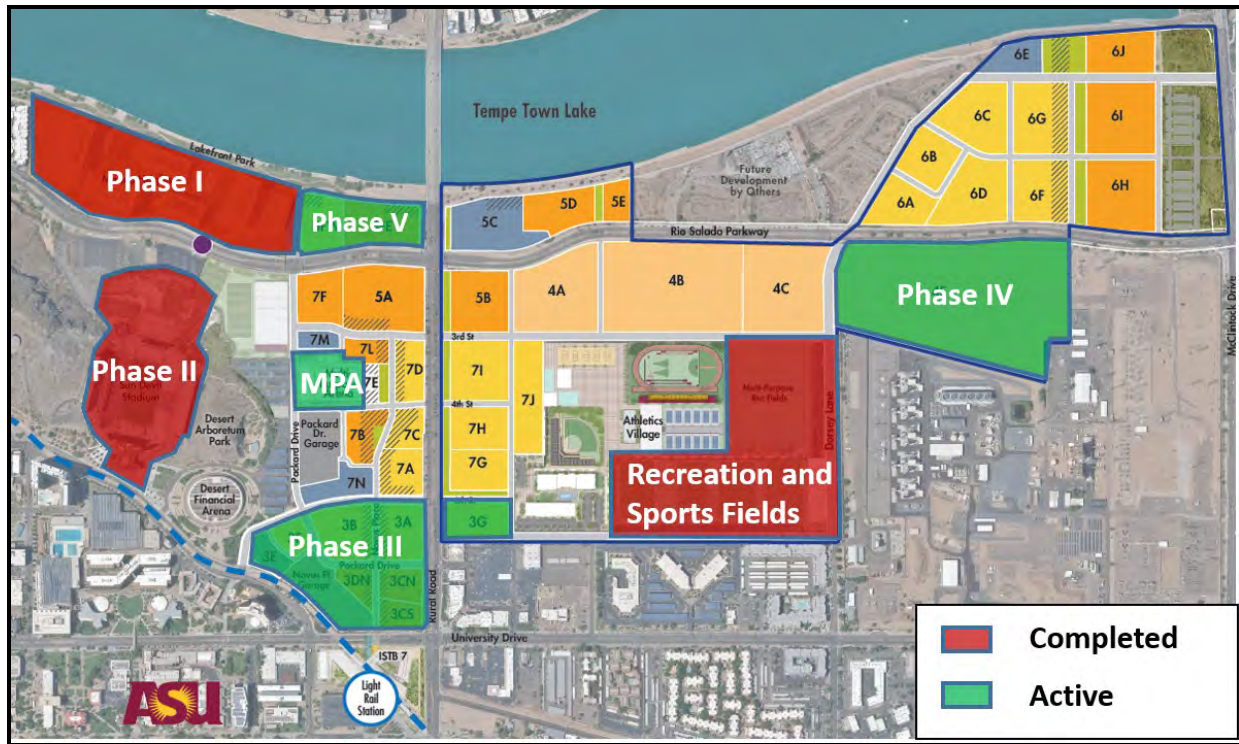 Tempe Town Lake
Lakefront Park
Phase I
Phase V
Future
Development
by Others
Rio Salado Parkway
6E
6J
6C
6G
6I
6B
6A
6D
6F
6H
5C
5D
5E
7F
5A
5B
4A
4B
4C
Phase IV
McClintock Drive
Phase II
Sun Devil
Stadium
7M
7L
MPA
7E
7D
3rd St
7I
7J
4th St
Multi-Purpose
Rec Fields
Dorsey Lane
Athletics
Village
Desert
Arboretum
Park
Packard Drive
Packard
Dr.
Garage
7B
7C
7H
7A
7G
7N
Desert
Financial
Arena
Recreation and
Sports Fields
3B
3A
3G
Phase III
3E
Novus Place
Packard Drive
Novus Pl
Garage
3DN
3CN
3CS
Rural Road
University Drive
ISTB 7
Light
Rail
Station
ASU
Completed
Active